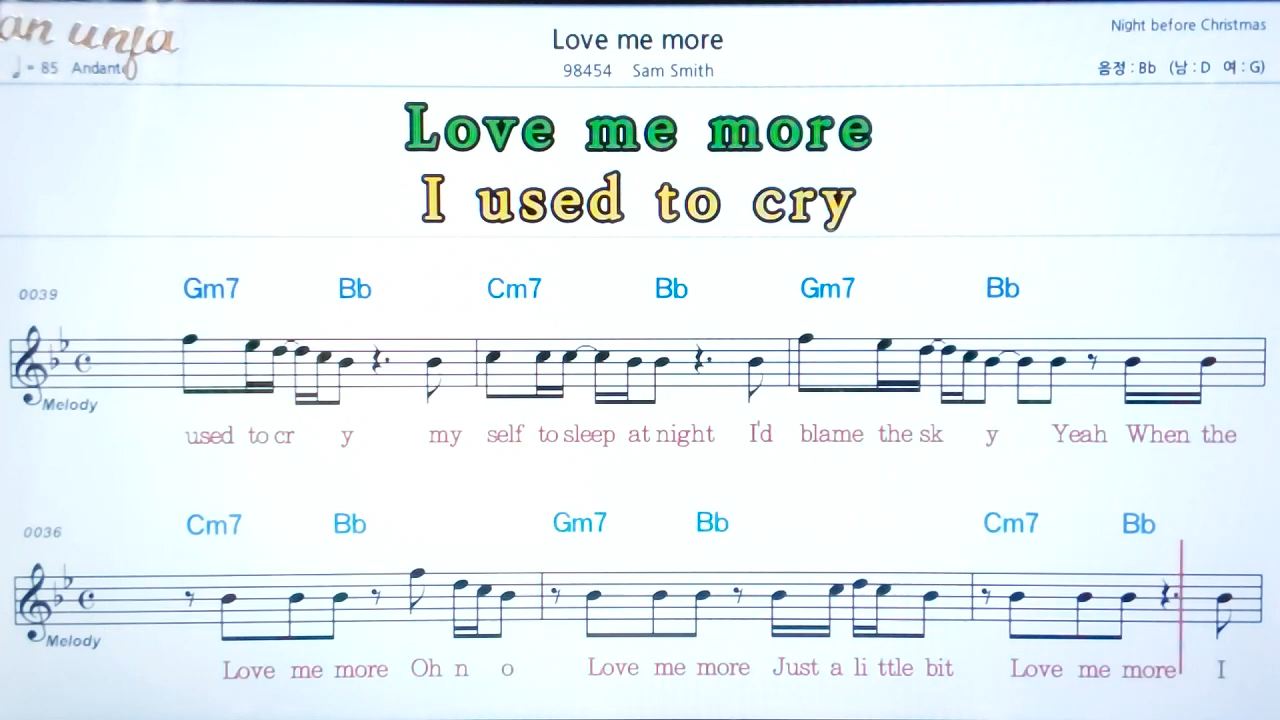 an unja
Night before Christmas
Love me more
♩= 85 Andante
98454 Sam Smith
음정 : Bb (남 : D 여 : G)
Love me more
I used to cry
0039
Gm7 Bb Cm7 Bb Gm7 Bb
Melody
used to cr y my self to sleep at night I'd blame the sk y Yeah When the
0036
Cm7 Bb Gm7 Bb Cm7 Bb
Melody
Love me more Oh n o Love me more Just a li ttle bit Love me more I